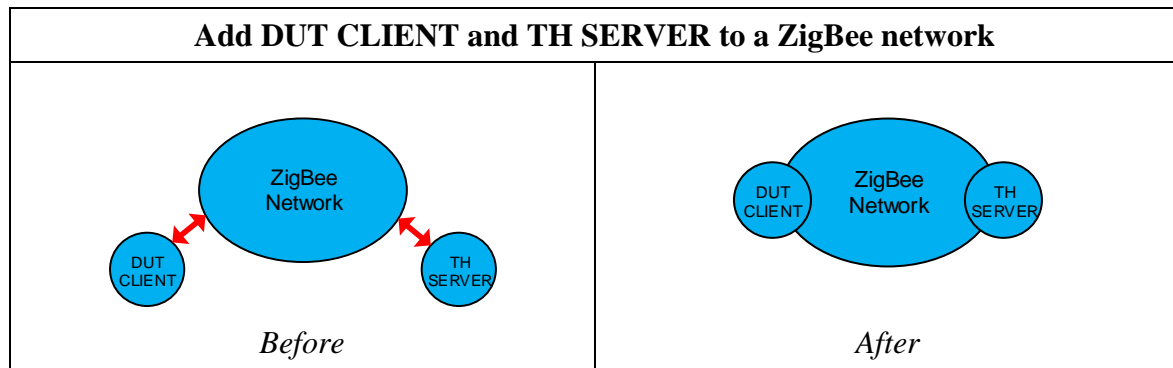 Add DUT CLIENT and TH SERVER to a ZigBee network
ZigBee
Network
DUT
CLIENT
TH
SERVER
Before
DUT
CLIENT
ZigBee
Network
TH
SERVER
After